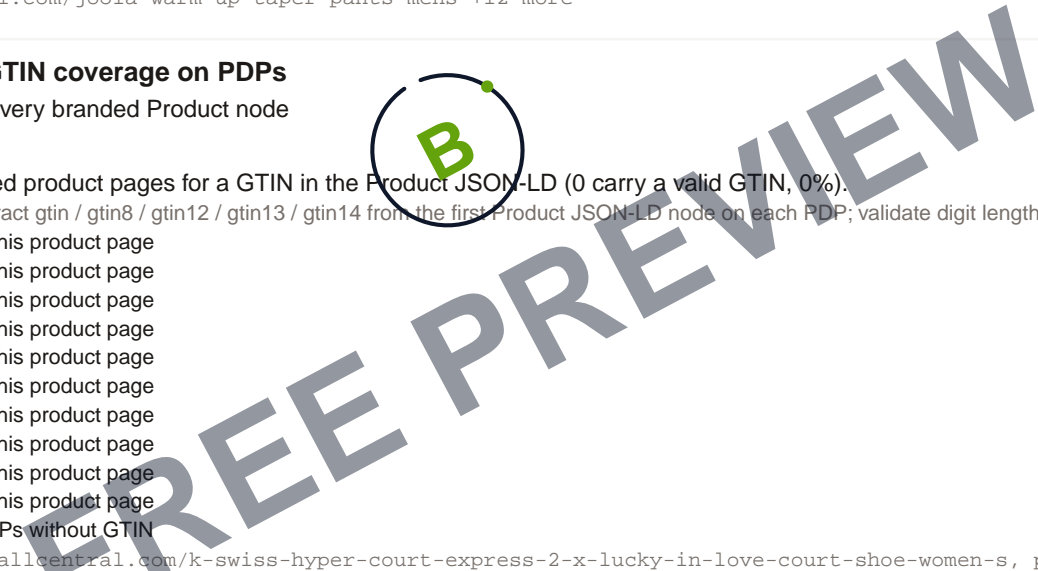 l.com/joola-warm-up-taper-pants-mens +12 more
GTIN coverage on PDPs
very branded Product node
B
ed product pages for a GTIN in the Product JSON-LD (0 carry a valid GTIN, 0%).
ract gtin / gtin8 / gtin12 / gtin13 / gtin14 from the first Product JSON-LD node on each PDP; validate digit length
his product page
his product page
his product page
his product page
his product page
his product page
his product page
his product page
his product page
his product page
Ps without GTIN
allcentral.com/k-swiss-hyper-court-express-2-x-lucky-in-love-court-shoe-women-s, p
FREE PREVIEW